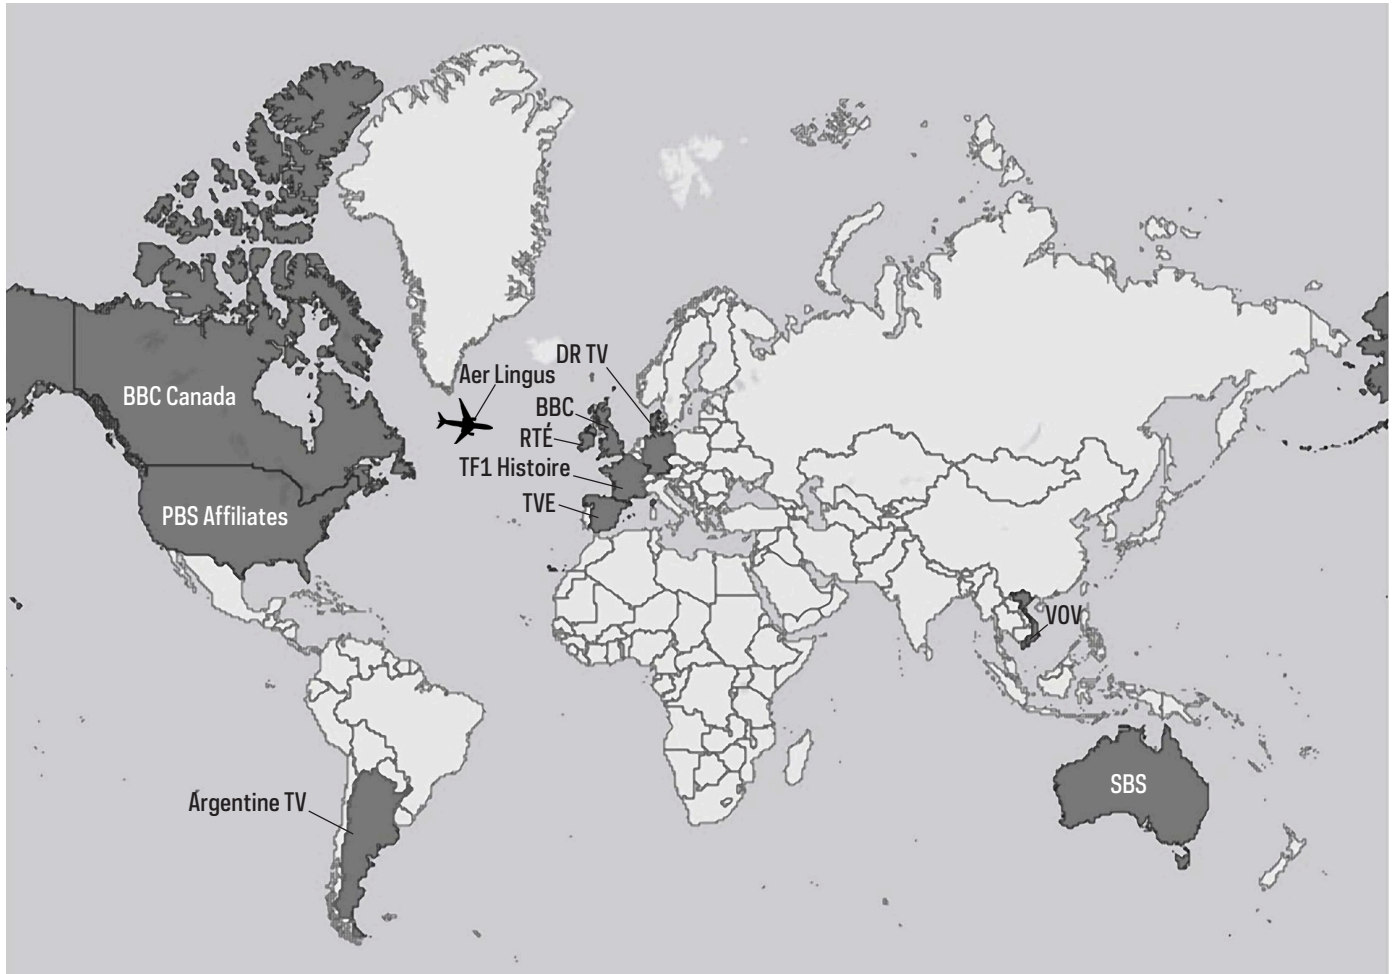 DR TV
Aer Lingus
BBC Canada
BBC
RTÉ
TF1 Histoire
TVE
PBS Affiliates
VOV
SBS
Argentine TV